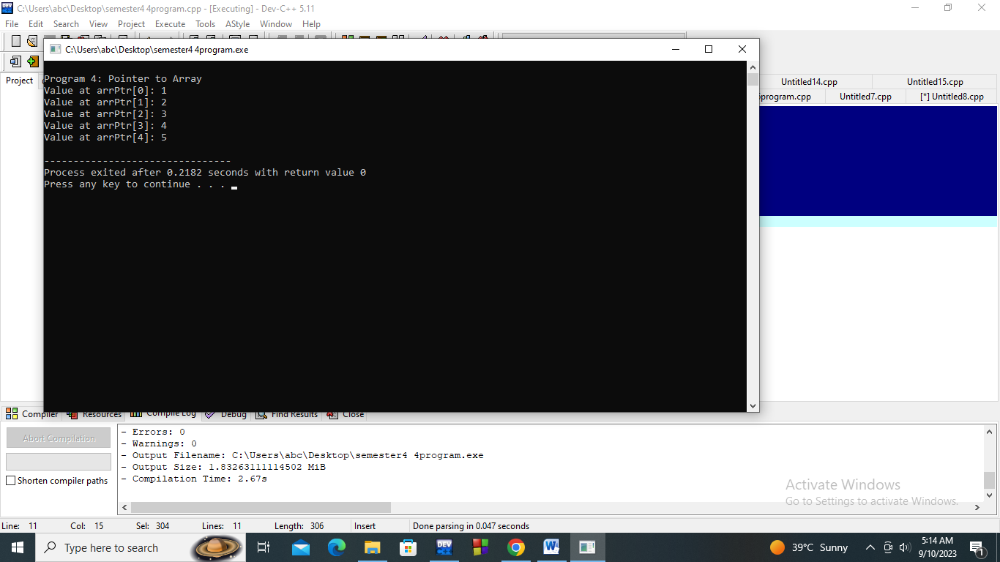 C:\Users\abc\Desktop\semester4 4program.cpp - [Executing] - Dev-C++ 5.11
File Edit Search View Project Execute Tools AStyle Window Help
C:\Users\abc\Desktop\semester4 4program.exe
Project
Untitled14.cpp Untitled15.cpp
program.cpp Untitled7.cpp [*] Untitled8.cpp
Program 4: Pointer to Array
Value at arrPtr[0]: 1
Value at arrPtr[1]: 2
Value at arrPtr[2]: 3
Value at arrPtr[3]: 4
Value at arrPtr[4]: 5
--------------------------------
Process exited after 0.2182 seconds with return value 0
Press any key to continue . . .
Compiler Resources Compile Log Debug Find Results Close
Abort Compilation
Shorten compiler paths
- Errors: 0
- Warnings: 0
- Output Filename: C:\Users\abc\Desktop\semester4 4program.exe
- Output Size: 1.83263111114502 MiB
- Compilation Time: 2.67s
Activate Windows
Go to Settings to activate Windows.
Line: 11 Col: 15 Sel: 304 Lines: 11 Length: 306 Insert Done parsing in 0.047 seconds
Type here to search
DEV
W
39°C Sunny
5:14 AM
9/10/2023
1